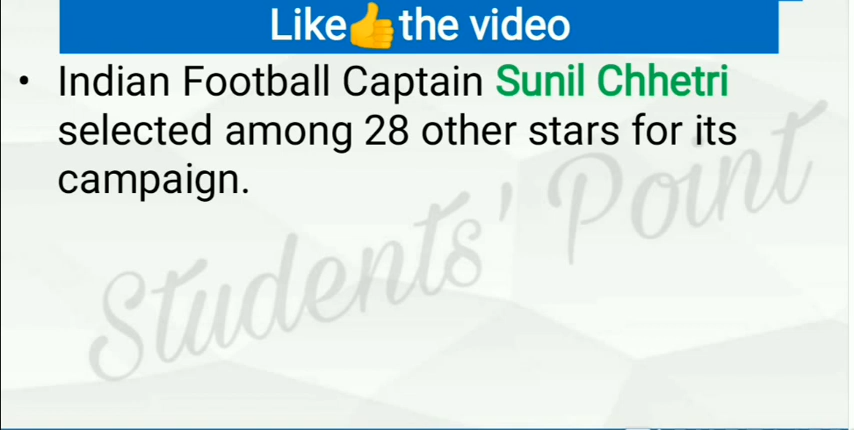 Like👍the video
• Indian Football Captain Sunil Chhetri
selected among 28 other stars for its
campaign.
Students' Point